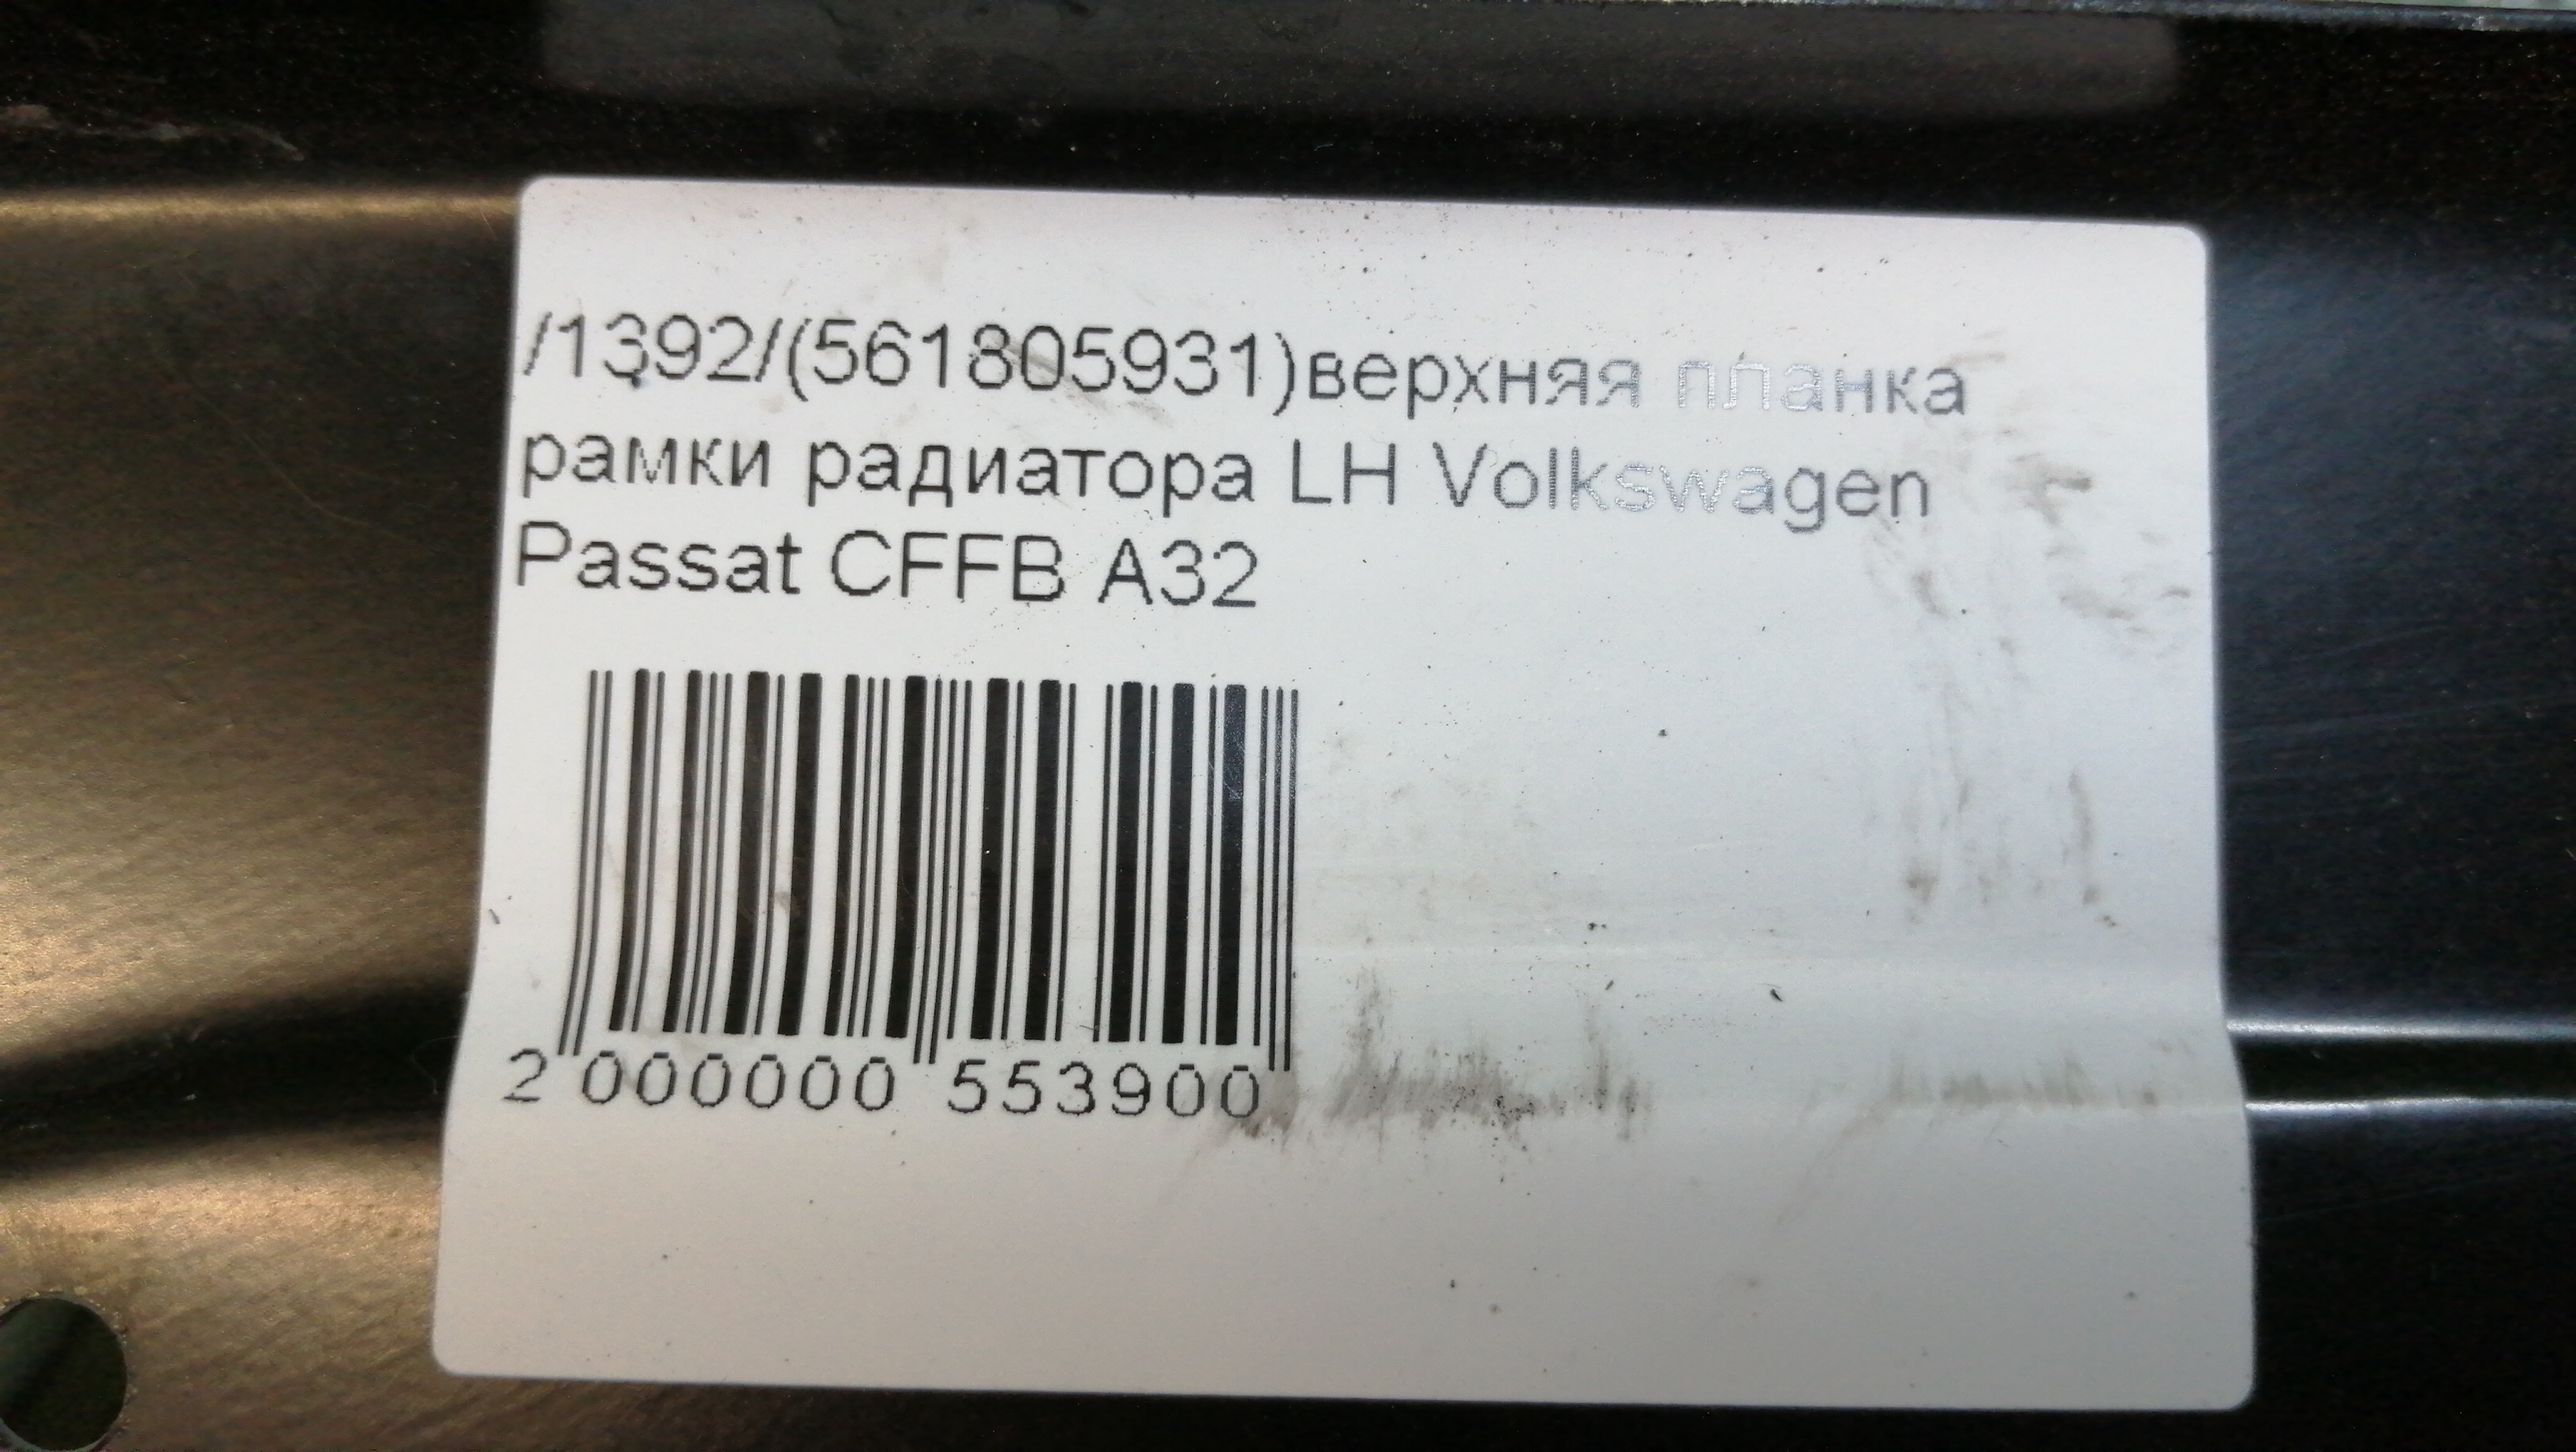 /1392/(561805931)верхняя планка
рамки радиатора LH Volkswagen
Passat CFFB A32
2 000000 553900